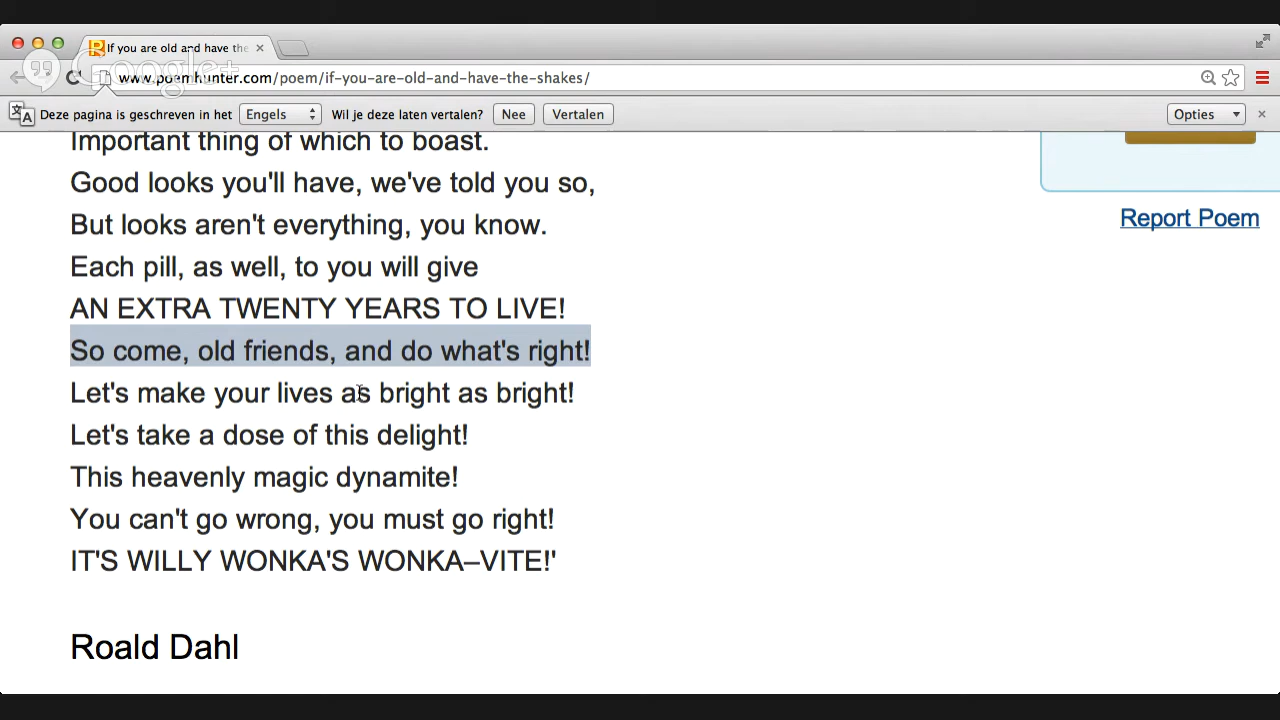 If you are old and have the
Google+
www.poemhunter.com/poem/if-you-are-old-and-have-the-shakes/
Deze pagina is geschreven in het Engels Wil je deze laten vertalen? Nee Vertalen Opties
Important thing of which to boast.
Good looks you'll have, we've told you so,
But looks aren't everything, you know.
Each pill, as well, to you will give
AN EXTRA TWENTY YEARS TO LIVE!
So come, old friends, and do what's right!
Let's make your lives as bright as bright!
Let's take a dose of this delight!
This heavenly magic dynamite!
You can't go wrong, you must go right!
IT'S WILLY WONKA'S WONKA–VITE!'
Roald Dahl
Report Poem